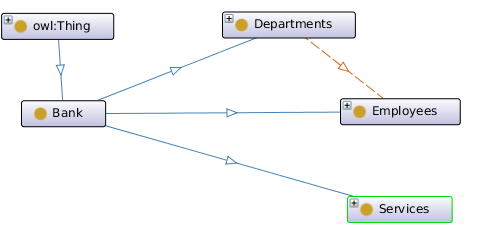 owl:Thing
Departments
Bank
Employees
Services